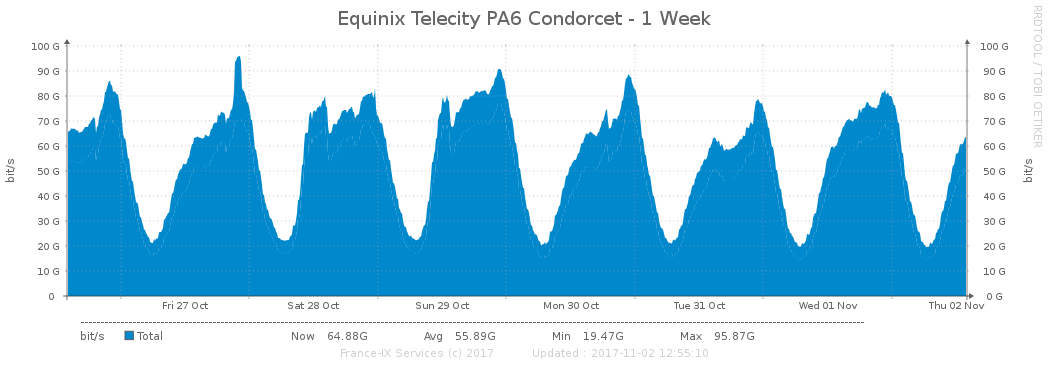 Equinix Telecity PA6 Condorcet - 1 Week
RRDTOOL / TOBI OETIKER
100 G 100 G
90 G 90 G
80 G 80 G
70 G 70 G
60 G 60 G
50 G 50 G
40 G 40 G
30 G 30 G
20 G 20 G
10 G 10 G
0 0 G
bit/s bit/s
Fri 27 Oct Sat 28 Oct Sun 29 Oct Mon 30 Oct Tue 31 Oct Wed 01 Nov Thu 02 Nov
bit/s Total Now 64.88G Avg 55.89G Min 19.47G Max 95.87G
France-IX Services (c) 2017 Updated : 2017-11-02 12:55:10